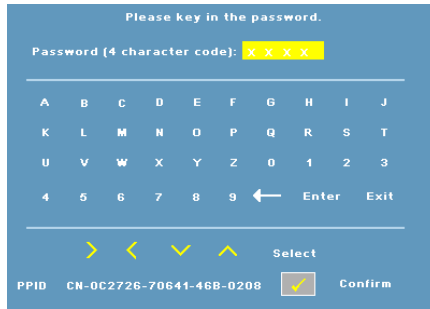 Please key in the password.
Password (4 character code): x x x x
A B C D E F G H I J
K L M N O P Q R S T
U V W X Y Z 0 1 2 3
4 5 6 7 8 9 ← Enter Exit
Select
PPID CN-0C2726-70641-46B-0208 ✓ Confirm